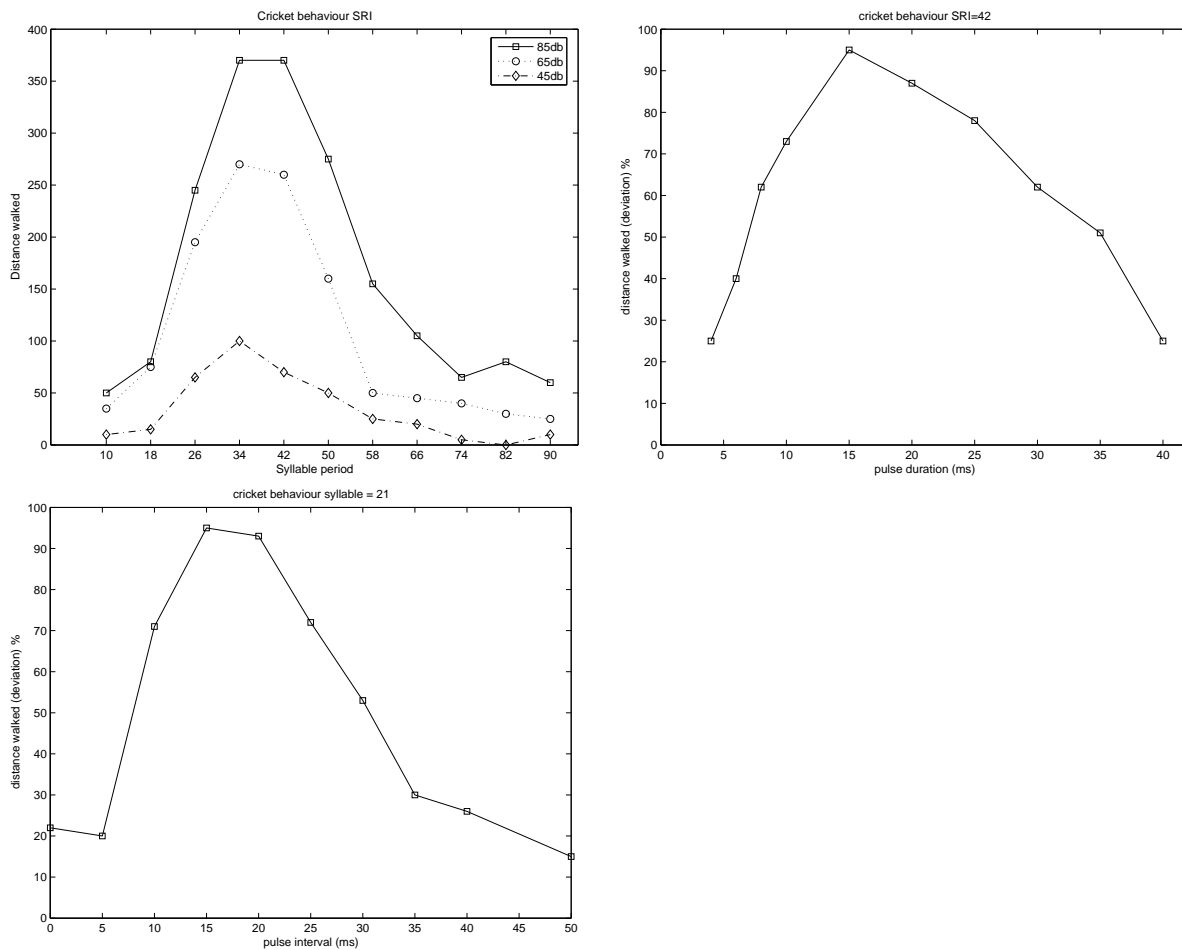 Cricket behaviour SRI
400
350
300
250
200
150
100
50
0
Distance walked
85db
65db
45db
10 18 26 34 42 50 58 66 74 82 90
Syllable period
cricket behaviour SRI=42
100
90
80
70
60
50
40
30
20
10
0
distance walked (deviation) %
0 5 10 15 20 25 30 35 40
pulse duration (ms)
cricket behaviour syllable = 21
100
90
80
70
60
50
40
30
20
10
0
distance walked (deviation) %
0 5 10 15 20 25 30 35 40 45 50
pulse interval (ms)